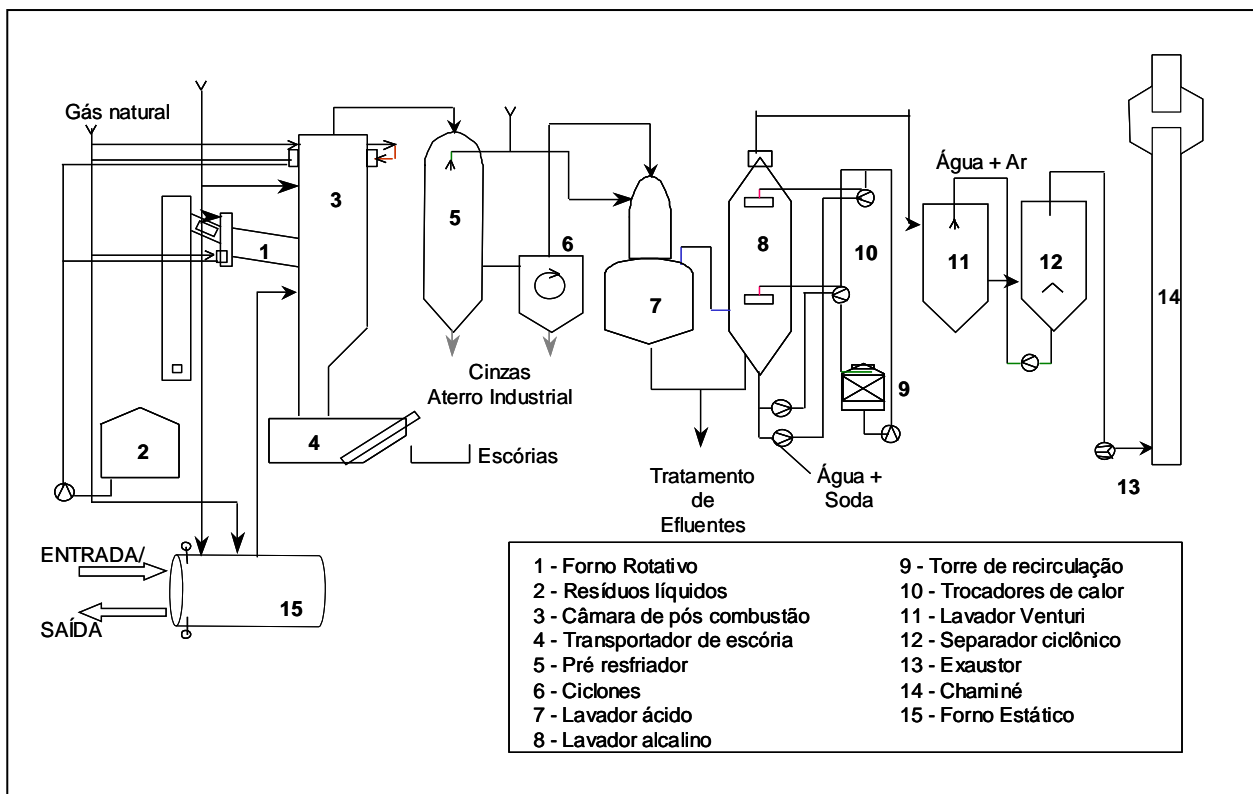 Gás natural
Água + Ar
3
5
6
8
10
1
11
12
14
7
9
2
4
Cinzas
Aterro Industrial
Escórias
Água +
Soda
Tratamento
de
Efluentes
13
ENTRADA/
SAÍDA
15
1 - Forno Rotativo
2 - Resíduos líquidos
3 - Câmara de pós combustão
4 - Transportador de escória
5 - Pré resfriador
6 - Ciclones
7 - Lavador ácido
8 - Lavador alcalino
9 - Torre de recirculação
10 - Trocadores de calor
11 - Lavador Venturi
12 - Separador ciclônico
13 - Exaustor
14 - Chaminé
15 - Forno Estático